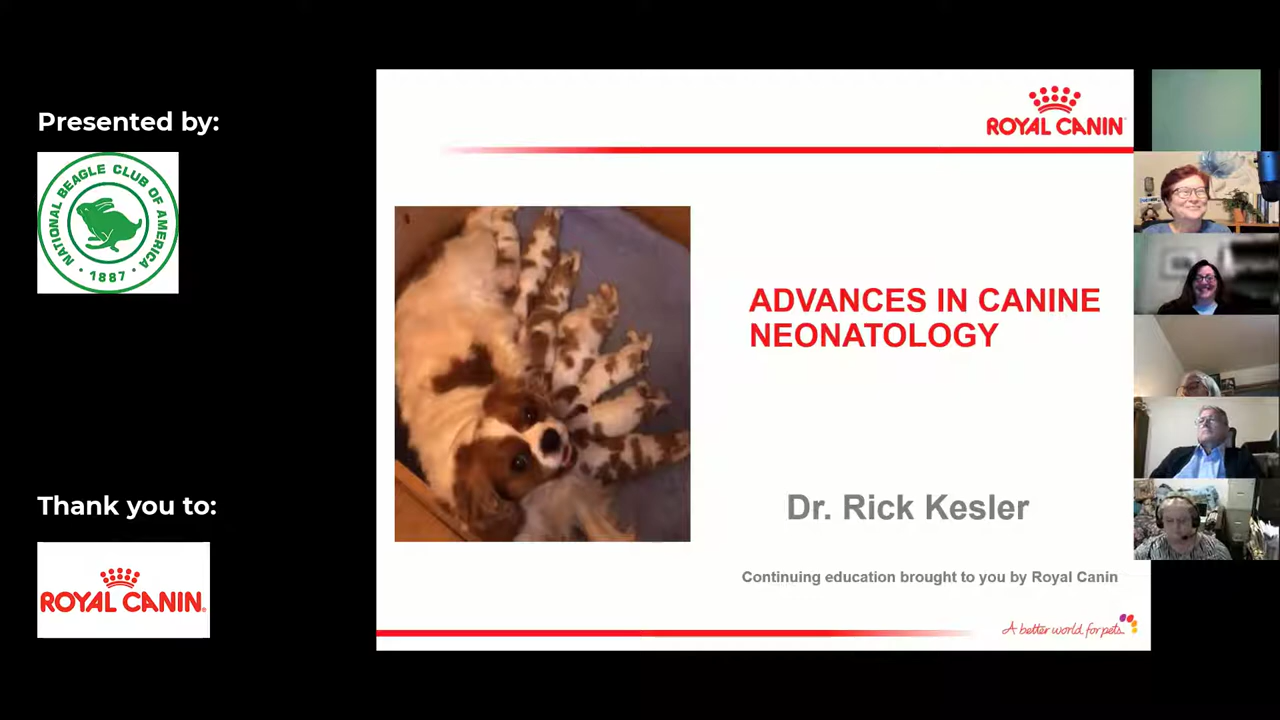 Presented by:
NATIONAL BEAGLE CLUB OF AMERICA
• 1887 •
Thank you to:
ROYAL CANIN®
ROYAL CANIN®
ADVANCES IN CANINE
NEONATOLOGY
Dr. Rick Kesler
Continuing education brought to you by Royal Canin
A better world for pets